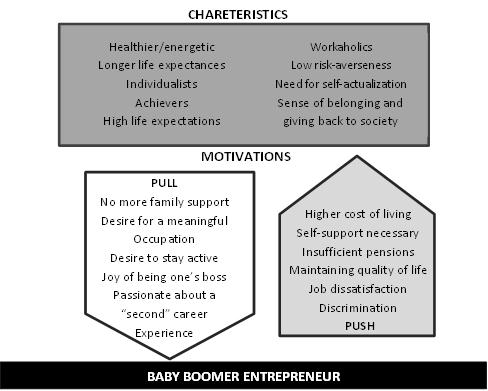 CHARETERISTICS
Healthier/energetic
Longer life expectances
Individualists
Achievers
High life expectations
Workaholics
Low risk-averseness
Need for self-actualization
Sense of belonging and
giving back to society
MOTIVATIONS
PULL
No more family support
Desire for a meaningful
Occupation
Desire to stay active
Joy of being one's boss
Passionate about a
"second" career
Experience
Higher cost of living
Self-support necessary
Insufficient pensions
Maintaining quality of life
Job dissatisfaction
Discrimination
PUSH
BABY BOOMER ENTREPRENEUR